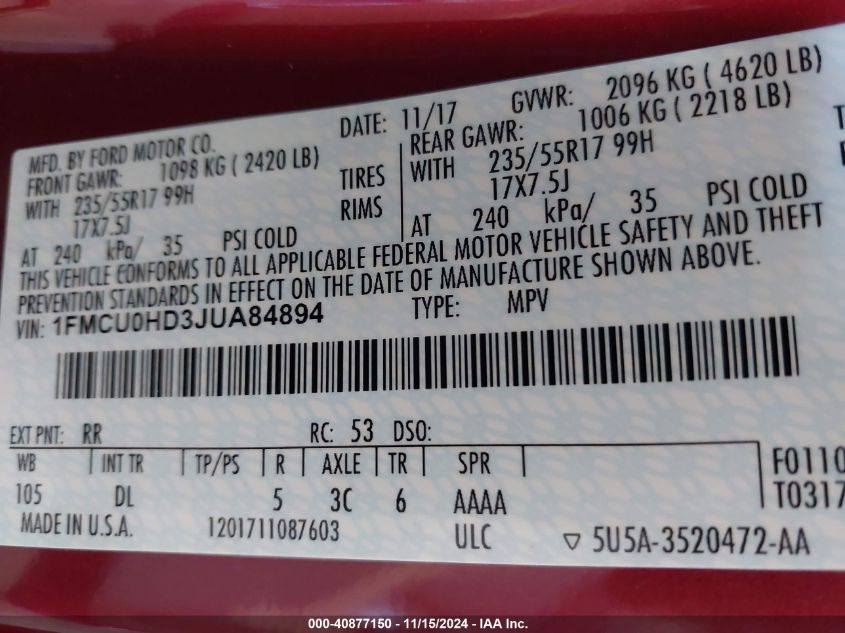 MFD. BY FORD MOTOR CO.
DATE: 11/17 GVWR: 2096 KG ( 4620 LB)
FRONT GAWR: 1098 KG ( 2420 LB) REAR GAWR: 1006 KG ( 2218 LB)
WITH 235/55R17 99H TIRES WITH 235/55R17 99H
17X7.5J RIMS 17X7.5J
AT 240 kPa/ 35 PSI COLD AT 240 kPa/ 35 PSI COLD
THIS VEHICLE CONFORMS TO ALL APPLICABLE FEDERAL MOTOR VEHICLE SAFETY AND THEFT
PREVENTION STANDARDS IN EFFECT ON THE DATE OF MANUFACTURE SHOWN ABOVE.
VIN: 1FMCU0HD3JUA84894 TYPE: MPV
EXT PNT: RR RC: 53 DSO:
WB INT TR TP/PS R AXLE TR SPR F0110
105 DL 5 3C 6 AAAA T0317
MADE IN U.S.A. 1201711087603 ULC ▽ 5U5A-3520472-AA
000-40877150 - 11/15/2024 - IAA Inc.